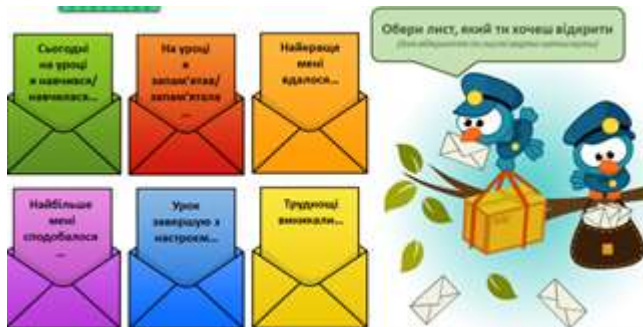 Сьогодні
на уроці
я навчився/
навчилася...
На уроці
я
запам'ятав/
запам'ятала
...
Найкраще
мені
вдалося...
Обери лист, який ти хочеш відкрити
Найбільше
мені
сподобалося
...
Урок
завершую з
настроєм...
Труднощі
виникали...